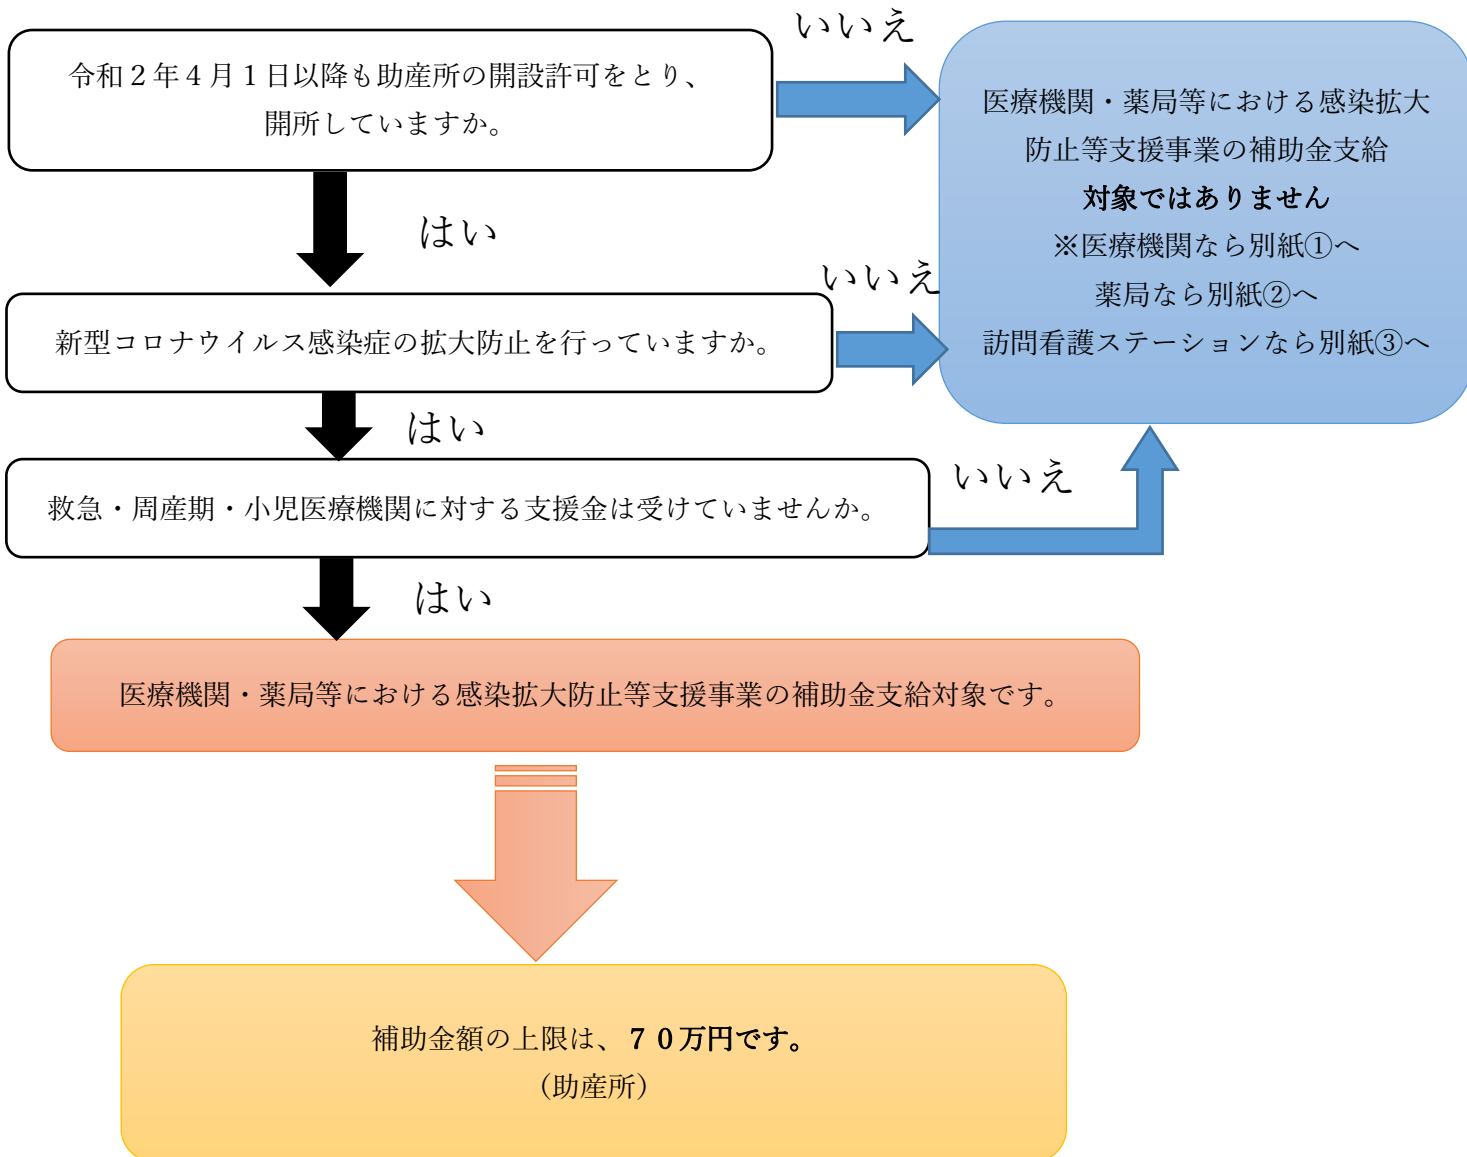 いいえ
令和２年４月１日以降も助産所の開設許可をとり、
開所していますか。
医療機関・薬局等における感染拡大
防止等支援事業の補助金支給
対象ではありません
※医療機関なら別紙①へ
薬局なら別紙②へ
訪問看護ステーションなら別紙③へ
はい
いいえ
新型コロナウイルス感染症の拡大防止を行っていますか。
はい
いいえ
救急・周産期・小児医療機関に対する支援金は受けていませんか。
はい
医療機関・薬局等における感染拡大防止等支援事業の補助金支給対象です。
補助金額の上限は、７０万円です。
（助産所）